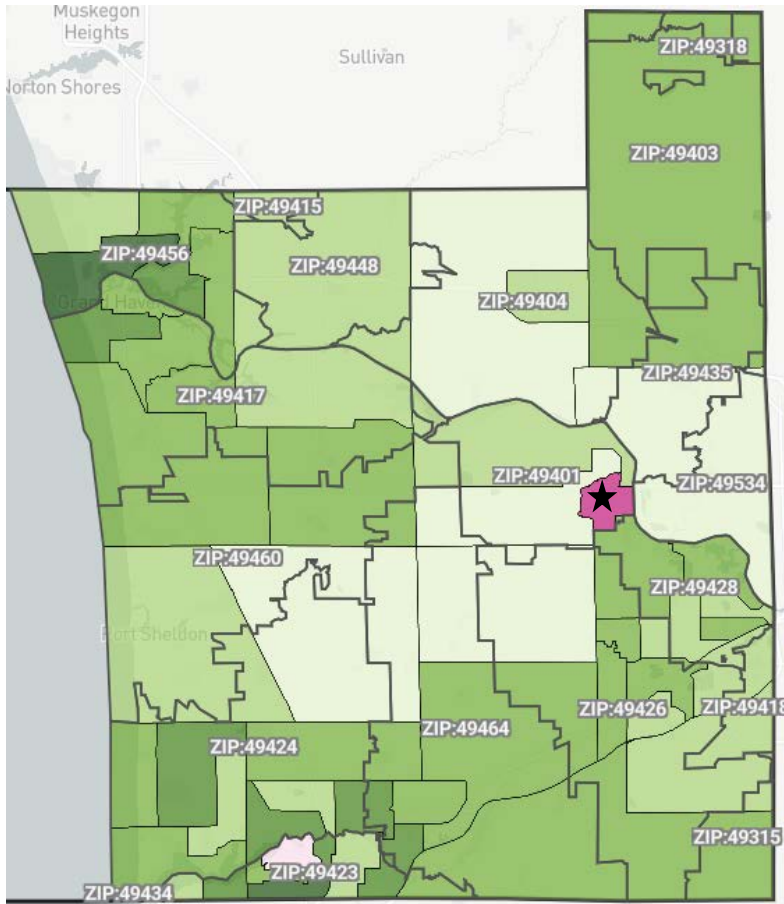 Muskegon
Heights
Sullivan
Norton Shores
ZIP:49318
ZIP:49403
ZIP:49415
ZIP:49456
ZIP:49448
ZIP:49404
Grand Haven
ZIP:49435
ZIP:49417
ZIP:49401
ZIP:49534
ZIP:49460
ZIP:49428
Port Sheldon
ZIP:49426
ZIP:49418
ZIP:49464
ZIP:49424
ZIP:49315
ZIP:49423
ZIP:49434